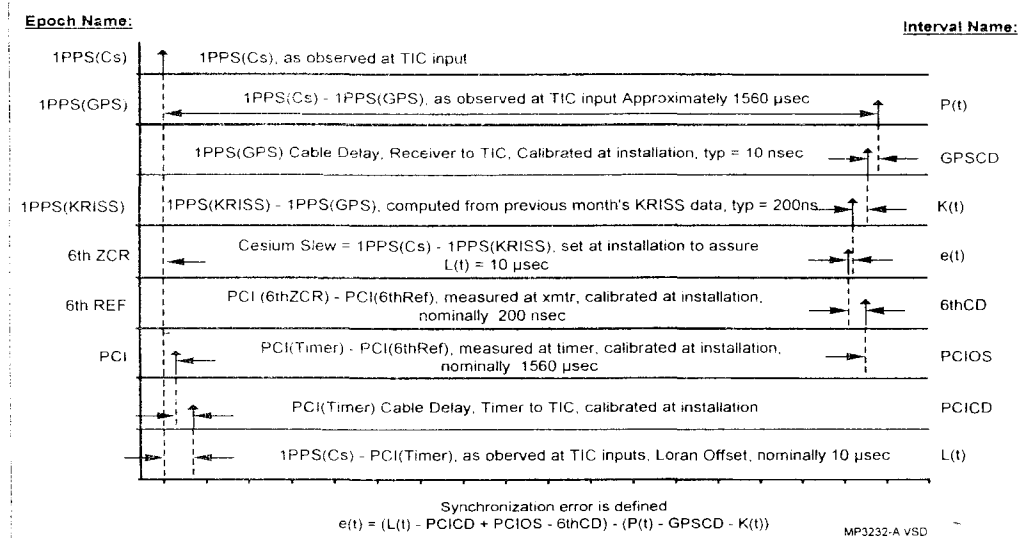 Epoch Name:
Interval Name:
1PPS(Cs)
1PPS(Cs), as observed at TIC input
1PPS(GPS)
1PPS(Cs) - 1PPS(GPS), as observed at TIC input Approximately 1560 µsec
P(t)
1PPS(GPS) Cable Delay, Receiver to TIC, Calibrated at installation, typ = 10 nsec
GPSCD
1PPS(KRISS)
1PPS(KRISS) - 1PPS(GPS), computed from previous month's KRISS data, typ = 200ns
K(t)
6th ZCR
Cesium Slew = 1PPS(Cs) - 1PPS(KRISS), set at installation to assure
L(t) = 10 µsec
e(t)
6th REF
PCI (6thZCR) - PCI(6thRef), measured at xmtr, calibrated at installation,
nominally 200 nsec
6thCD
PCI
PCI(Timer) - PCI(6thRef), measured at timer, calibrated at installation,
nominally 1560 µsec
PCIOS
PCI(Timer) Cable Delay, Timer to TIC, calibrated at installation
PCICD
1PPS(Cs) - PCI(Timer), as oberved at TIC inputs, Loran Offset, nominally 10 µsec
L(t)
Synchronization error is defined
e(t) = (L(t) - PCICD + PCIOS - 6thCD) - (P(t) - GPSCD - K(t))
MP3232-A VSD